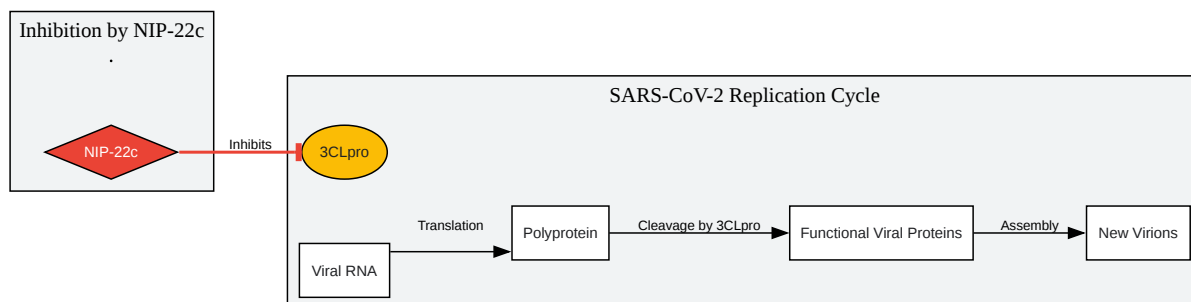 Inhibition by NIP-22c
.
SARS-CoV-2 Replication Cycle
NIP-22c
Inhibits
3CLpro
Translation
Cleavage by 3CLpro
Assembly
Viral RNA
Polyprotein
Functional Viral Proteins
New Virions